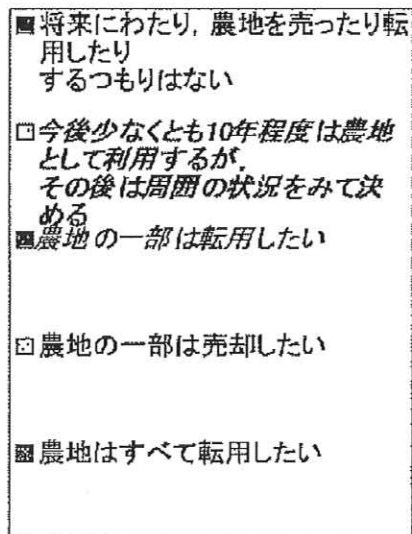 将来にわたり，農地を売ったり転
用したり
するつもりはない
今後少なくとも10年程度は農地
として利用するが，
その後は周囲の状況をみて決
める
農地の一部は転用したい
農地の一部は売却したい
農地はすべて転用したい